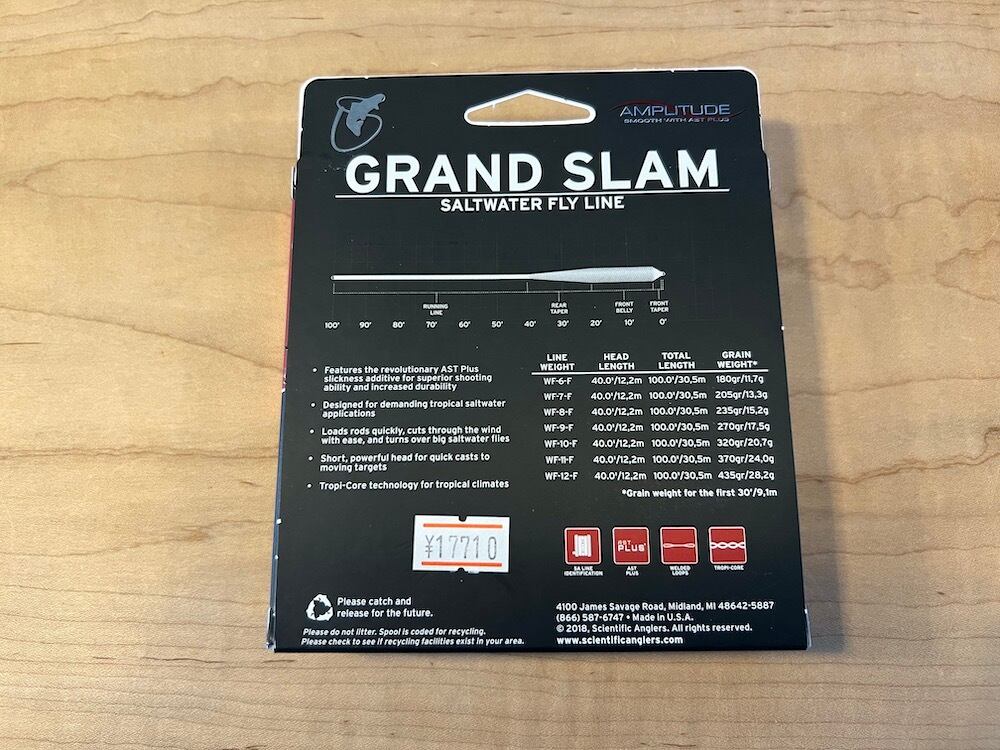 AMPLITUDE
SMOOTH WITH AST PLUS
GRAND SLAM
SALTWATER FLY LINE
RUNNING LINE
REAR TAPER
FRONT BELLY
FRONT TAPER
100' 90' 80' 70' 60' 50' 40' 30' 20' 10' 0'
• Features the revolutionary AST Plus
slickness additive for superior shooting
ability and increased durability
• Designed for demanding tropical saltwater
applications
• Loads rods quickly, cuts through the wind
with ease, and turns over big saltwater flies
• Short, powerful head for quick casts to
moving targets
• Tropi-Core technology for tropical climates
LINE WEIGHT HEAD LENGTH TOTAL LENGTH GRAIN WEIGHT*
WF-6-F 40.0'/12,2m 100.0'/30,5m 180gr/11,7g
WF-7-F 40.0'/12,2m 100.0'/30,5m 205gr/13,3g
WF-8-F 40.0'/12,2m 100.0'/30,5m 235gr/15,2g
WF-9-F 40.0'/12,2m 100.0'/30,5m 270gr/17,5g
WF-10-F 40.0'/12,2m 100.0'/30,5m 320gr/20,7g
WF-11-F 40.0'/12,2m 100.0'/30,5m 370gr/24,0g
WF-12-F 40.0'/12,2m 100.0'/30,5m 435gr/28,2g
*Grain weight for the first 30'/9,1m
¥17710
AST PLUS
SA LINE IDENTIFICATION
AST PLUS
WELDED LOOPS
TROPI-CORE
Please catch and
release for the future.
Please do not litter. Spool is coded for recycling.
Please check to see if recycling facilities exist in your area.
4100 James Savage Road, Midland, MI 48642-5887
(866) 587-6747 • Made in U.S.A.
© 2018, Scientific Anglers. All rights reserved.
www.scientificanglers.com